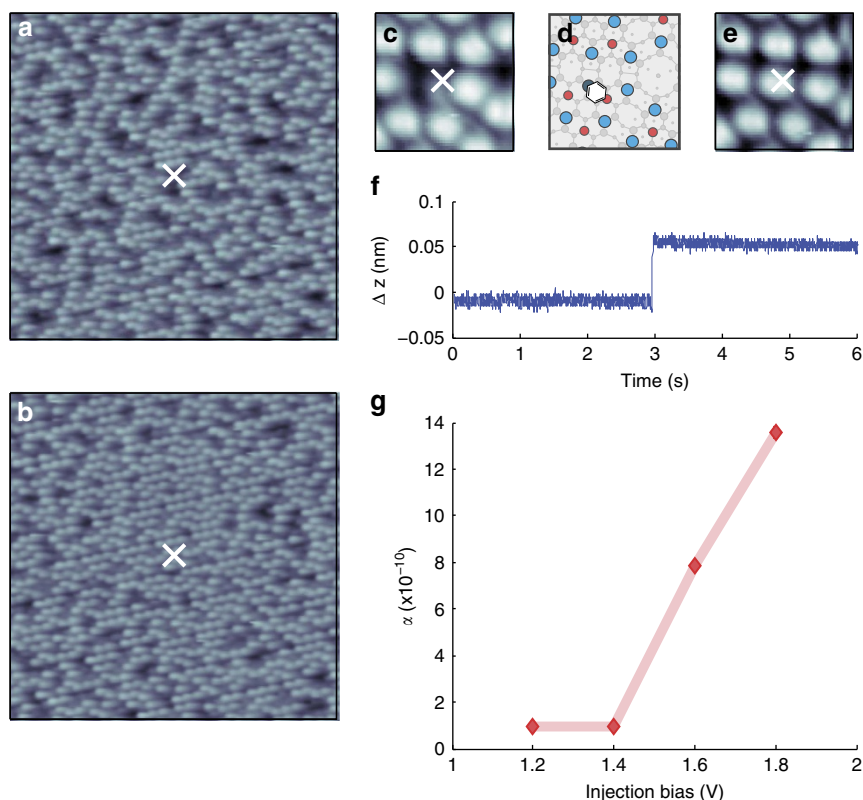 a
b
c
d
e
f
0.1
0.05
0
−0.05
Δ z (nm)
0 1 2 3 4 5 6
Time (s)
g
14
12
10
8
6
4
2
0
α (x10⁻¹⁰)
1 1.2 1.4 1.6 1.8 2
Injection bias (V)